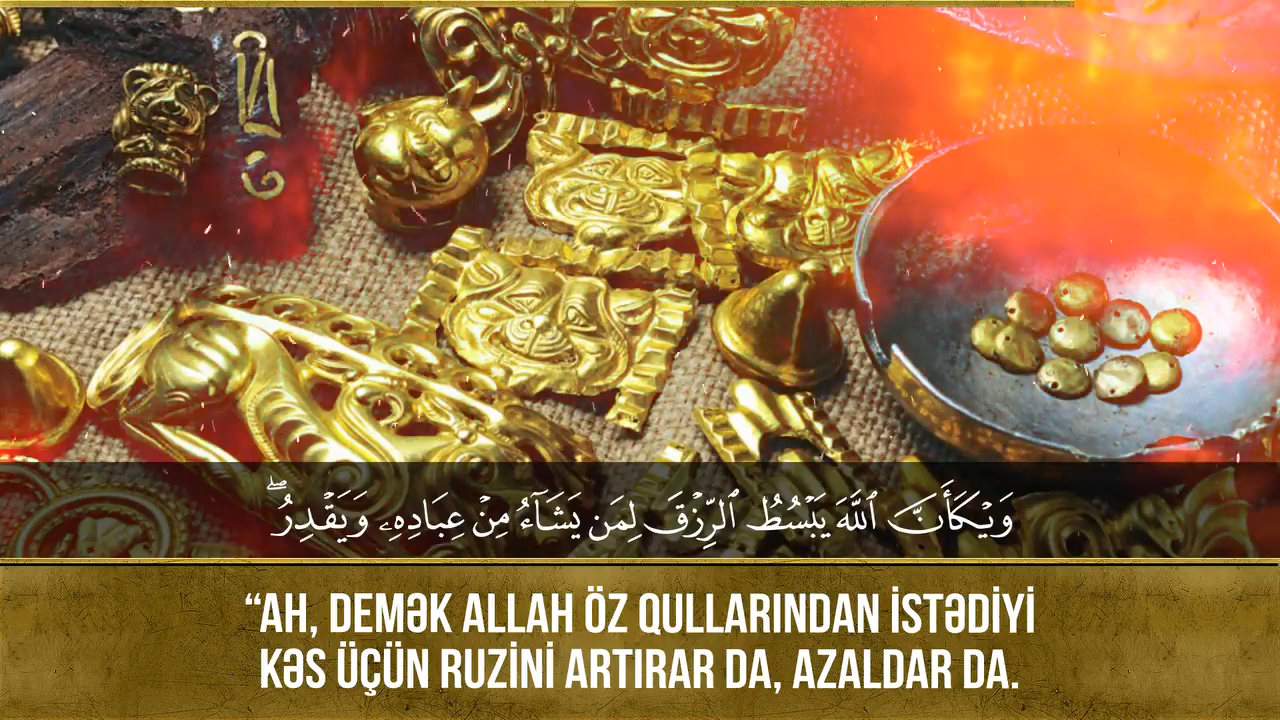 وَيْكَأَنَّ ٱللَّهَ يَبْسُطُ ٱلرِّزْقَ لِمَن يَشَآءُ مِنْ عِبَادِهِۦ وَيَقْدِرُ ۖ
“AH, DEMƏK ALLAH ÖZ QULLARINDAN İSTƏDİYİ
KƏS ÜÇÜN RUZİNİ ARTIRAR DA, AZALDAR DA.